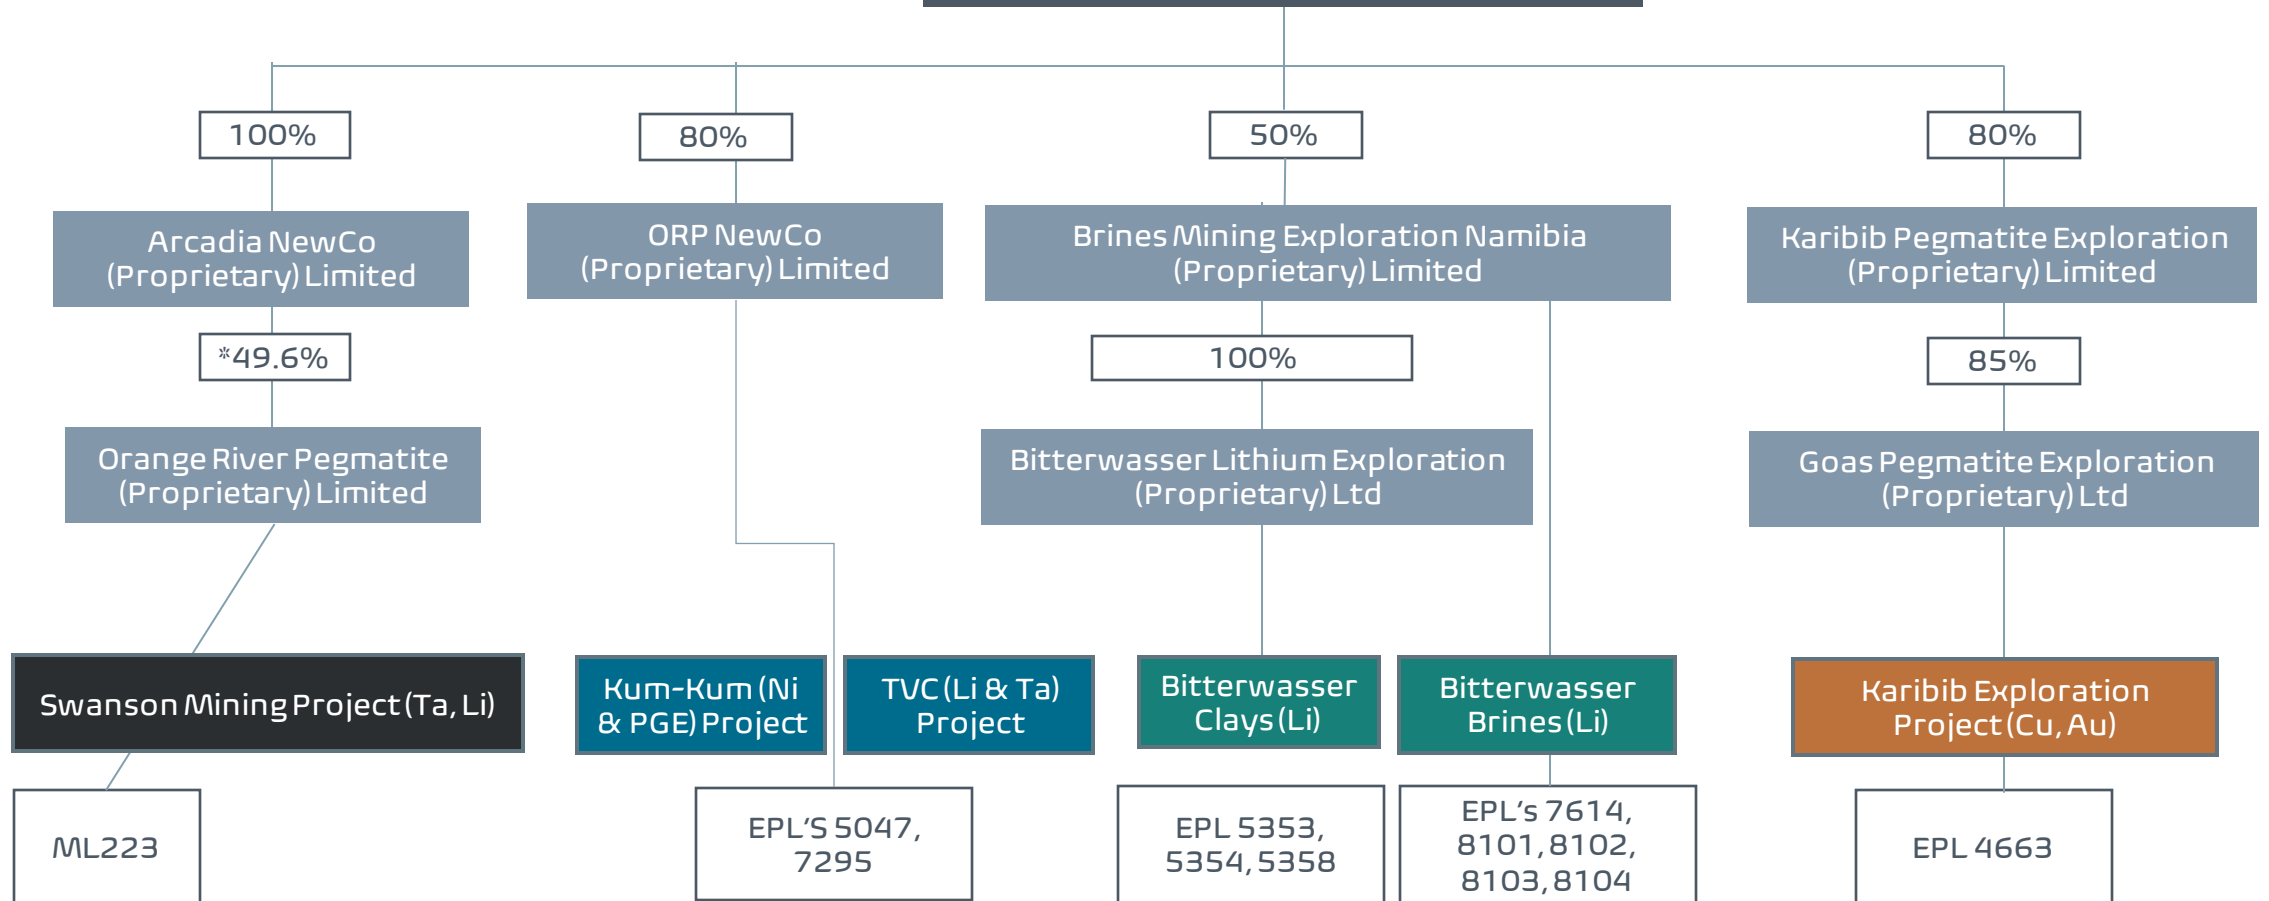 100%
80%
50%
80%
Arcadia NewCo
(Proprietary) Limited
ORP NewCo
(Proprietary) Limited
Brines Mining Exploration Namibia
(Proprietary) Limited
Karibib Pegmatite Exploration
(Proprietary) Limited
*49.6%
100%
85%
Orange River Pegmatite
(Proprietary) Limited
Bitterwasser Lithium Exploration
(Proprietary) Ltd
Goas Pegmatite Exploration
(Proprietary) Ltd
Swanson Mining Project (Ta, Li)
Kum-Kum (Ni
& PGE) Project
TVC (Li & Ta)
Project
Bitterwasser
Clays (Li)
Bitterwasser
Brines (Li)
Karibib Exploration
Project (Cu, Au)
ML223
EPL'S 5047,
7295
EPL 5353,
5354, 5358
EPL's 7614,
8101, 8102,
8103, 8104
EPL 4663